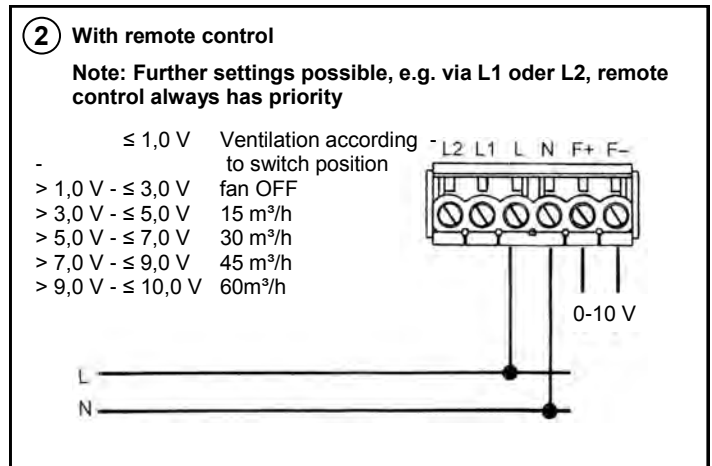 2 With remote control
Note: Further settings possible, e.g. via L1 oder L2, remote
control always has priority
≤ 1,0 V Ventilation according -
- to switch position
> 1,0 V - ≤ 3,0 V fan OFF
> 3,0 V - ≤ 5,0 V 15 m³/h
> 5,0 V - ≤ 7,0 V 30 m³/h
> 7,0 V - ≤ 9,0 V 45 m³/h
> 9,0 V - ≤ 10,0 V 60m³/h
L2 L1 L N F+ F–
0-10 V
L
N